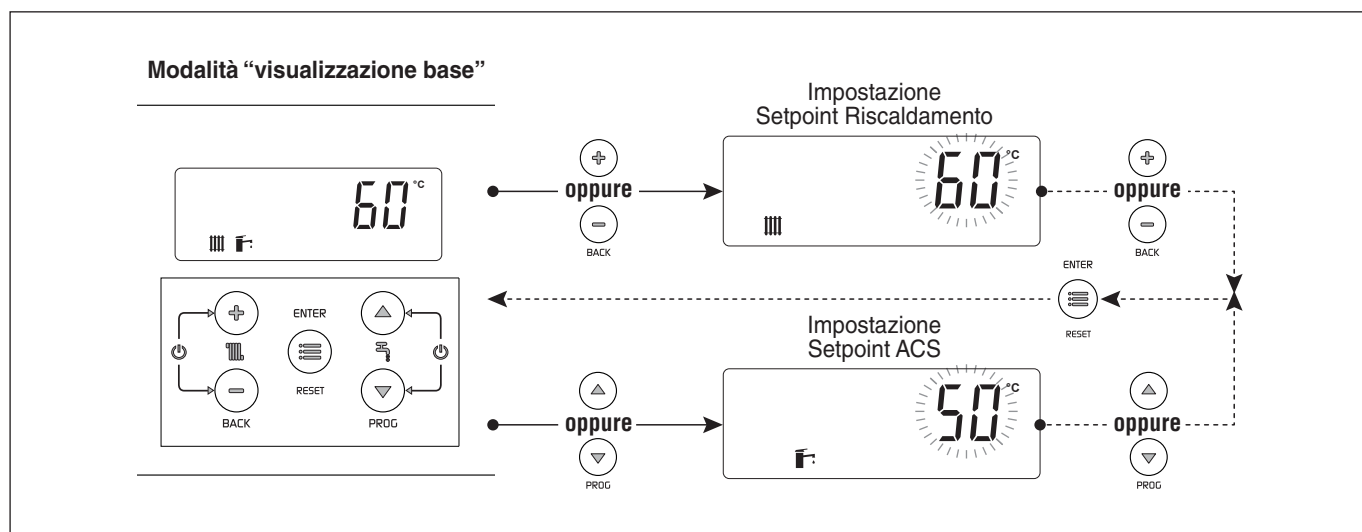 Modalità “visualizzazione base”
60 °C
ENTER
RESET
BACK
PROG
oppure
BACK
Impostazione
Setpoint Riscaldamento
60 °C
oppure
BACK
ENTER
RESET
oppure
PROG
Impostazione
Setpoint ACS
50 °C
oppure
PROG